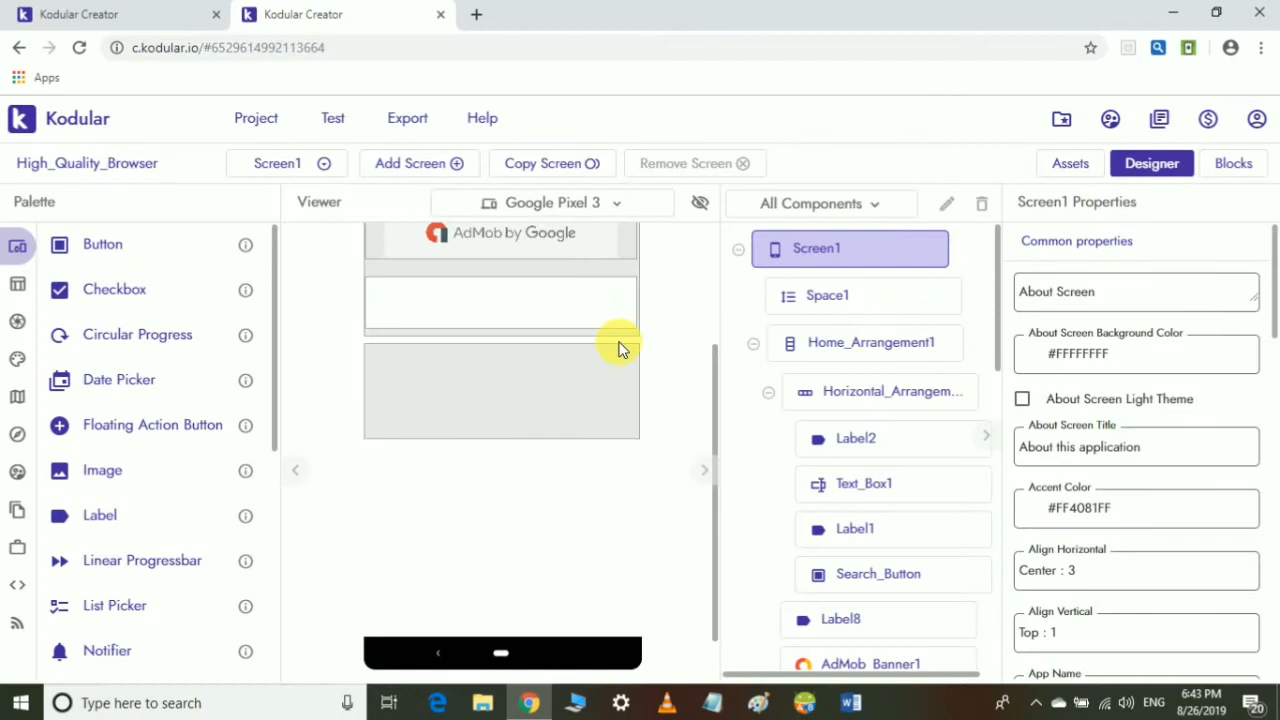 Kodular Creator
Kodular Creator
c.kodular.io/#6529614992113664
Apps
Kodular
Project
Test
Export
Help
High_Quality_Browser
Screen1
Add Screen
Copy Screen
Remove Screen
Assets
Designer
Blocks
Palette
Viewer
Google Pixel 3
All Components
Screen1 Properties
Button
Checkbox
Circular Progress
Date Picker
Floating Action Button
Image
Label
Linear Progressbar
List Picker
Notifier
AdMob by Google
Screen1
Space1
Home_Arrangement1
Horizontal_Arrangem...
Label2
Text_Box1
Label1
Search_Button
Label8
AdMob_Banner1
Common properties
About Screen
About Screen Background Color
#FFFFFFFF
About Screen Light Theme
About Screen Title
About this application
Accent Color
#FF4081FF
Align Horizontal
Center : 3
Align Vertical
Top : 1
App Name
Type here to search
ENG
6:43 PM
8/26/2019
20